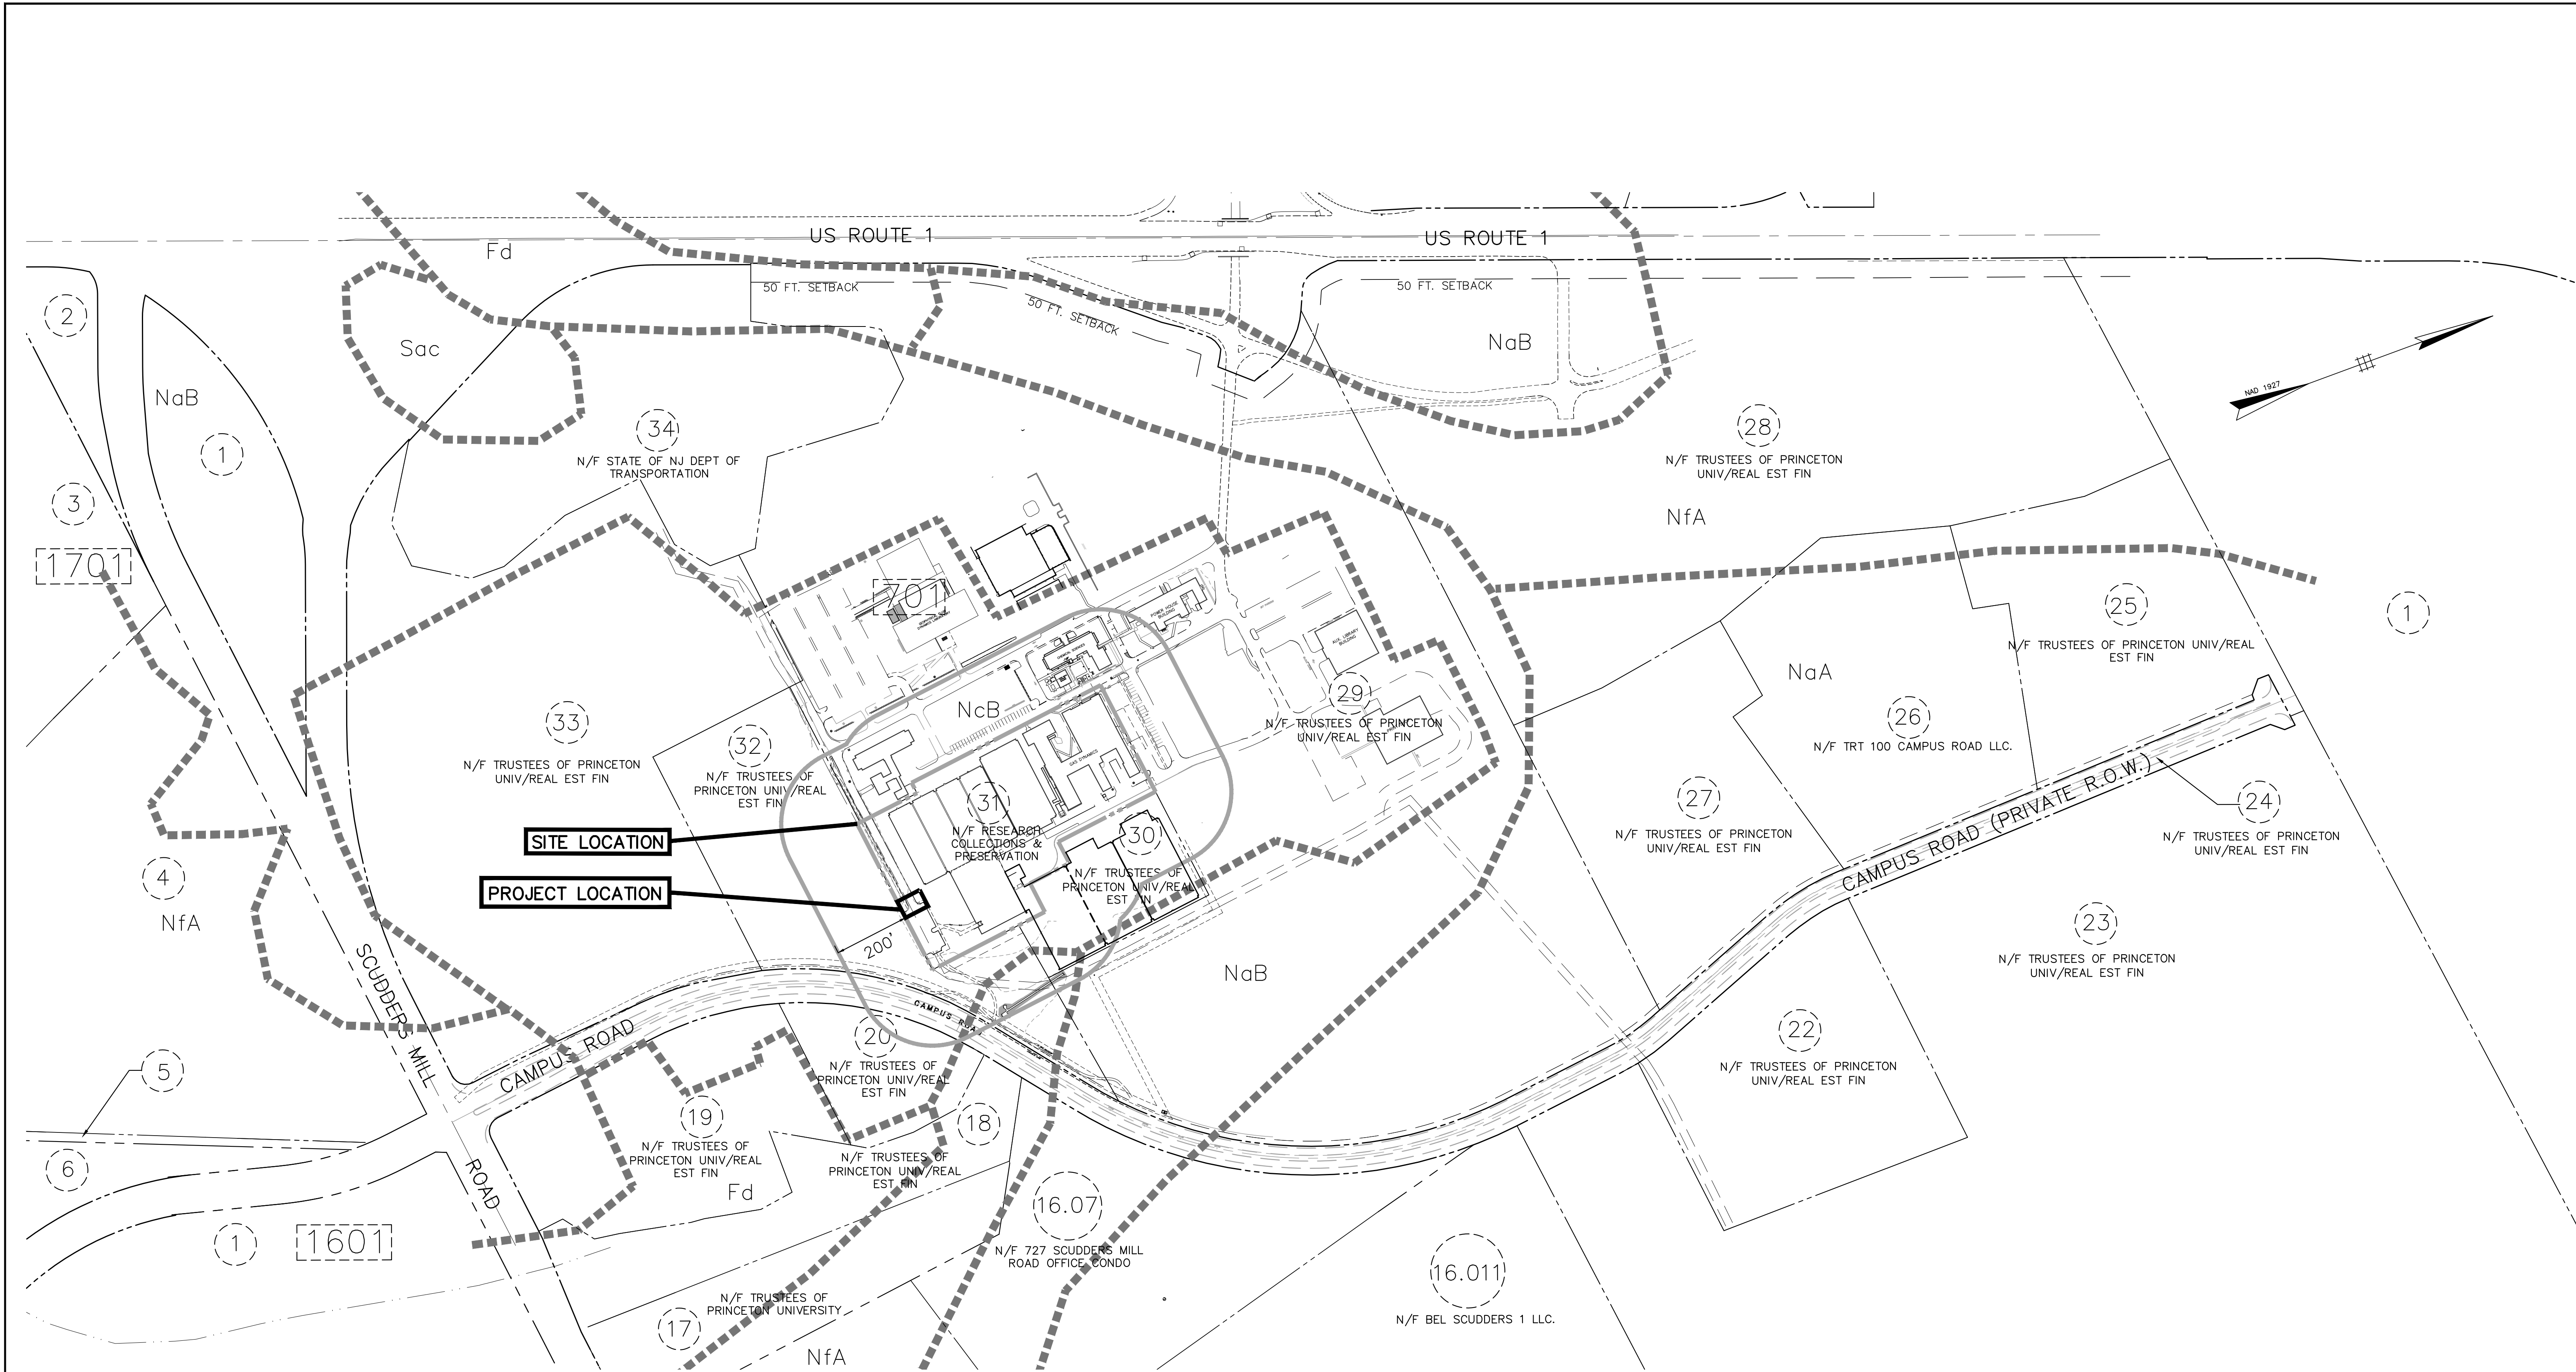 US ROUTE 1
US ROUTE 1
Fd
50 FT. SETBACK
50 FT. SETBACK
50 FT. SETBACK
2
Sac
NaB
NaB
NAD 1927
1
34
N/F STATE OF NJ DEPT OF
TRANSPORTATION
28
N/F TRUSTEES OF PRINCETON
UNIV/REAL EST FIN
3
NfA
1701
701
POWER HOUSE
BUILDING
AUX. LIBRARY
BUILDING
25
N/F TRUSTEES OF PRINCETON UNIV/REAL
EST FIN
1
NaA
29
N/F TRUSTEES OF PRINCETON
UNIV/REAL EST FIN
NcB
33
N/F TRUSTEES OF PRINCETON
UNIV/REAL EST FIN
32
N/F TRUSTEES OF
PRINCETON UNIV/REAL
EST FIN
26
N/F TRT 100 CAMPUS ROAD LLC.
GAS DYNAMICS
31
N/F RESEARCH
COLLECTIONS &
PRESERVATION
30
N/F TRUSTEES OF
PRINCETON UNIV/REAL
EST FIN
27
N/F TRUSTEES OF PRINCETON
UNIV/REAL EST FIN
24
N/F TRUSTEES OF PRINCETON
UNIV/REAL EST FIN
CAMPUS ROAD (PRIVATE R.O.W.)
SITE LOCATION
PROJECT LOCATION
4
NfA
200'
23
N/F TRUSTEES OF PRINCETON
UNIV/REAL EST FIN
NaB
SCUDDERS MILL
ROAD
CAMPUS ROAD
CAMPUS ROAD
20
N/F TRUSTEES OF
PRINCETON UNIV/REAL
EST FIN
22
N/F TRUSTEES OF PRINCETON
UNIV/REAL EST FIN
5
19
N/F TRUSTEES OF
PRINCETON UNIV/REAL
EST FIN
18
N/F TRUSTEES OF
PRINCETON UNIV/REAL
EST FIN
6
Fd
16.07
N/F 727 SCUDDERS MILL
ROAD OFFICE CONDO
1
1601
16.011
N/F BEL SCUDDERS 1 LLC.
N/F TRUSTEES OF
PRINCETON UNIVERSITY
17
NfA